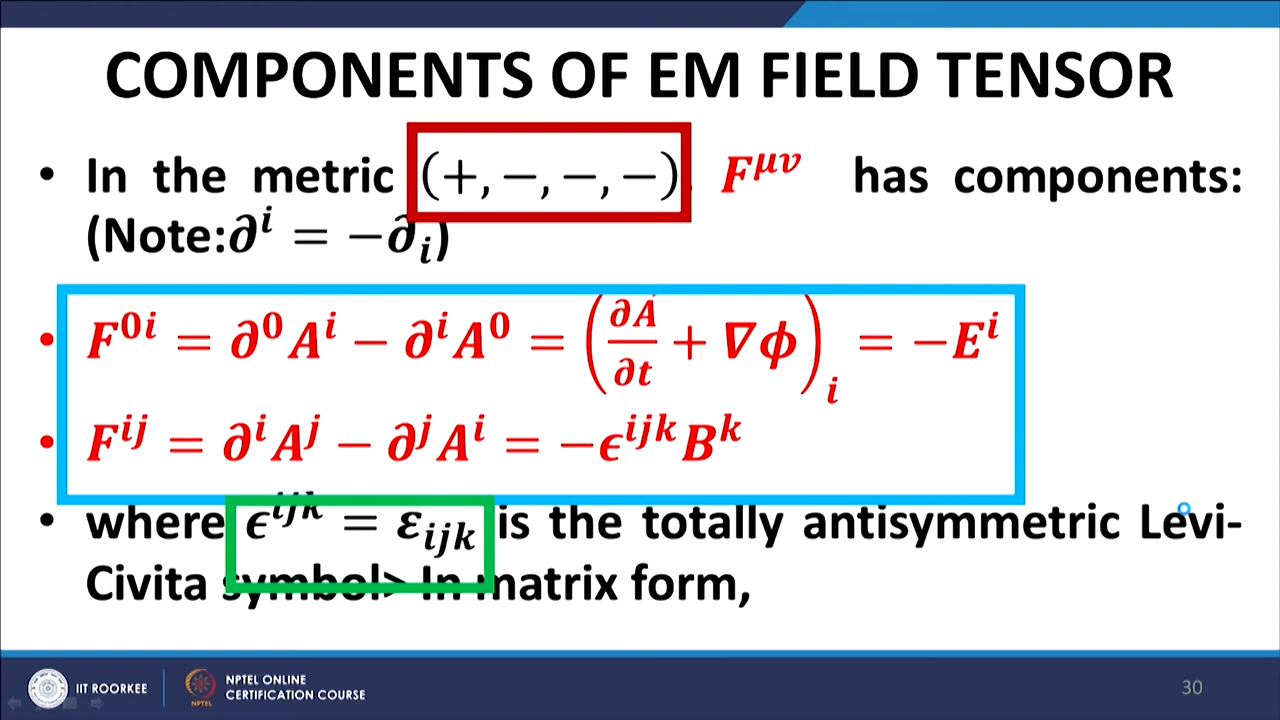 COMPONENTS OF EM FIELD TENSOR
• In the metric (+, −, −, −), F^{μν} has components:
(Note:∂^i = −∂_i)
• F^{0i} = ∂^0 A^i − ∂^i A^0 = (∂A/∂t + ∇ϕ)_i = −E^i
• F^{ij} = ∂^i A^j − ∂^j A^i = −ϵ^{ijk} B^k
• where ϵ^{ijk} = ε_{ijk} is the totally antisymmetric Levi-
Civita symbol> In matrix form,
IIT ROORKEE
NPTEL
NPTEL ONLINE
CERTIFICATION COURSE
30